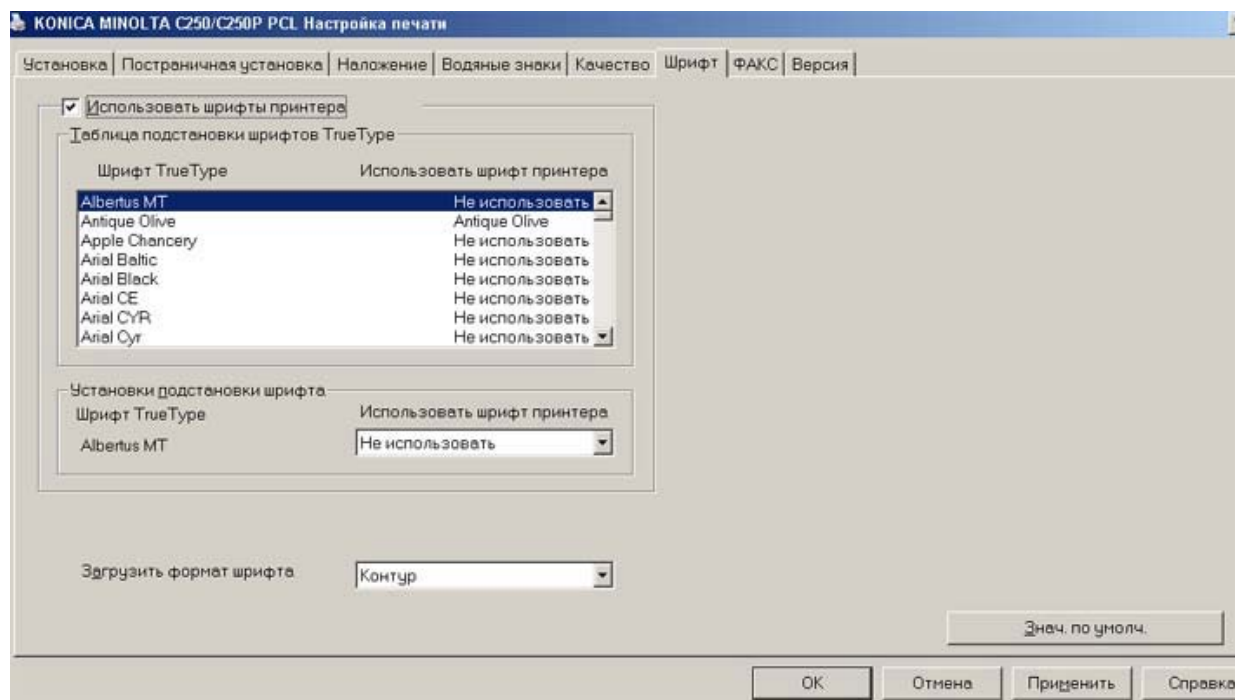 KONICA MINOLTA C250/C250P PCL Настройка печати
Установка Постраничная установка Наложение Водяные знаки Качество Шрифт ФАКС Версия
Использовать шрифты принтера
Таблица подстановки шрифтов TrueType
Шрифт TrueType Использовать шрифт принтера
Albertus MT Не использовать
Antique Olive Antique Olive
Apple Chancery Не использовать
Arial Baltic Не использовать
Arial Black Не использовать
Arial CE Не использовать
Arial CYR Не использовать
Arial Cyr Не использовать
Установки подстановки шрифта
Шрифт TrueType Использовать шрифт принтера
Albertus MT Не использовать
Загрузить формат шрифта Контур
Знач. по умолч.
OK Отмена Применить Справка